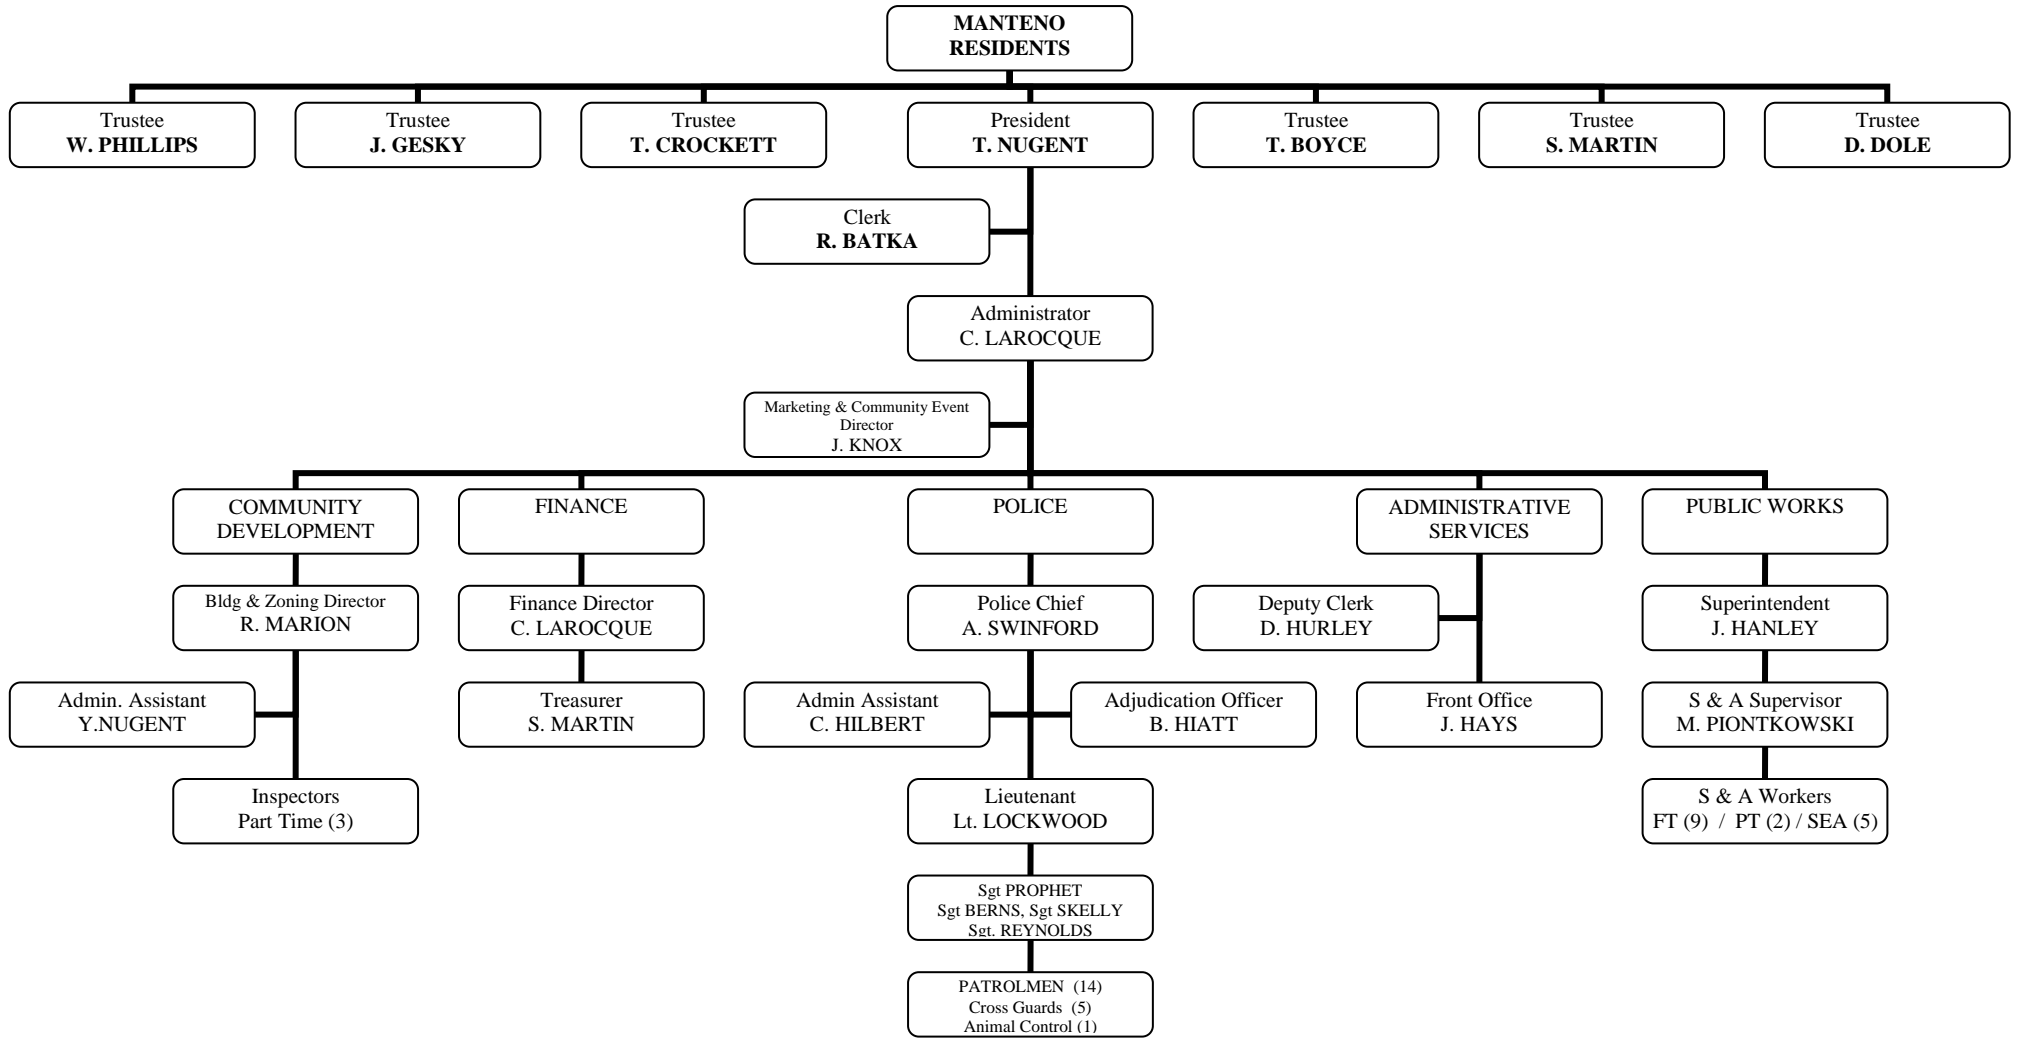 MANTENO
RESIDENTS
Trustee
W. PHILLIPS
Trustee
J. GESKY
Trustee
T. CROCKETT
President
T. NUGENT
Trustee
T. BOYCE
Trustee
S. MARTIN
Trustee
D. DOLE
Clerk
R. BATKA
Administrator
C. LAROCQUE
Marketing & Community Event
Director
J. KNOX
COMMUNITY
DEVELOPMENT
FINANCE
POLICE
ADMINISTRATIVE
SERVICES
PUBLIC WORKS
Bldg & Zoning Director
R. MARION
Finance Director
C. LAROCQUE
Police Chief
A. SWINFORD
Deputy Clerk
D. HURLEY
Superintendent
J. HANLEY
Admin. Assistant
Y.NUGENT
Treasurer
S. MARTIN
Admin Assistant
C. HILBERT
Adjudication Officer
B. HIATT
Front Office
J. HAYS
S & A Supervisor
M. PIONTKOWSKI
Inspectors
Part Time (3)
Lieutenant
Lt. LOCKWOOD
S & A Workers
FT (9) / PT (2) / SEA (5)
Sgt PROPHET
Sgt BERNS, Sgt SKELLY
Sgt. REYNOLDS
PATROLMEN (14)
Cross Guards (5)
Animal Control (1)